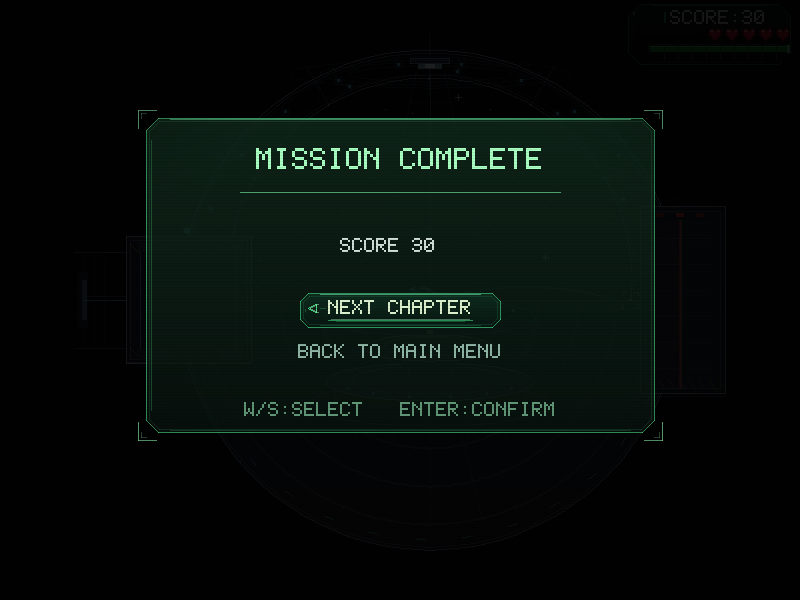 SCORE:30
MISSION COMPLETE
SCORE 30
NEXT CHAPTER
BACK TO MAIN MENU
W/S:SELECT ENTER:CONFIRM